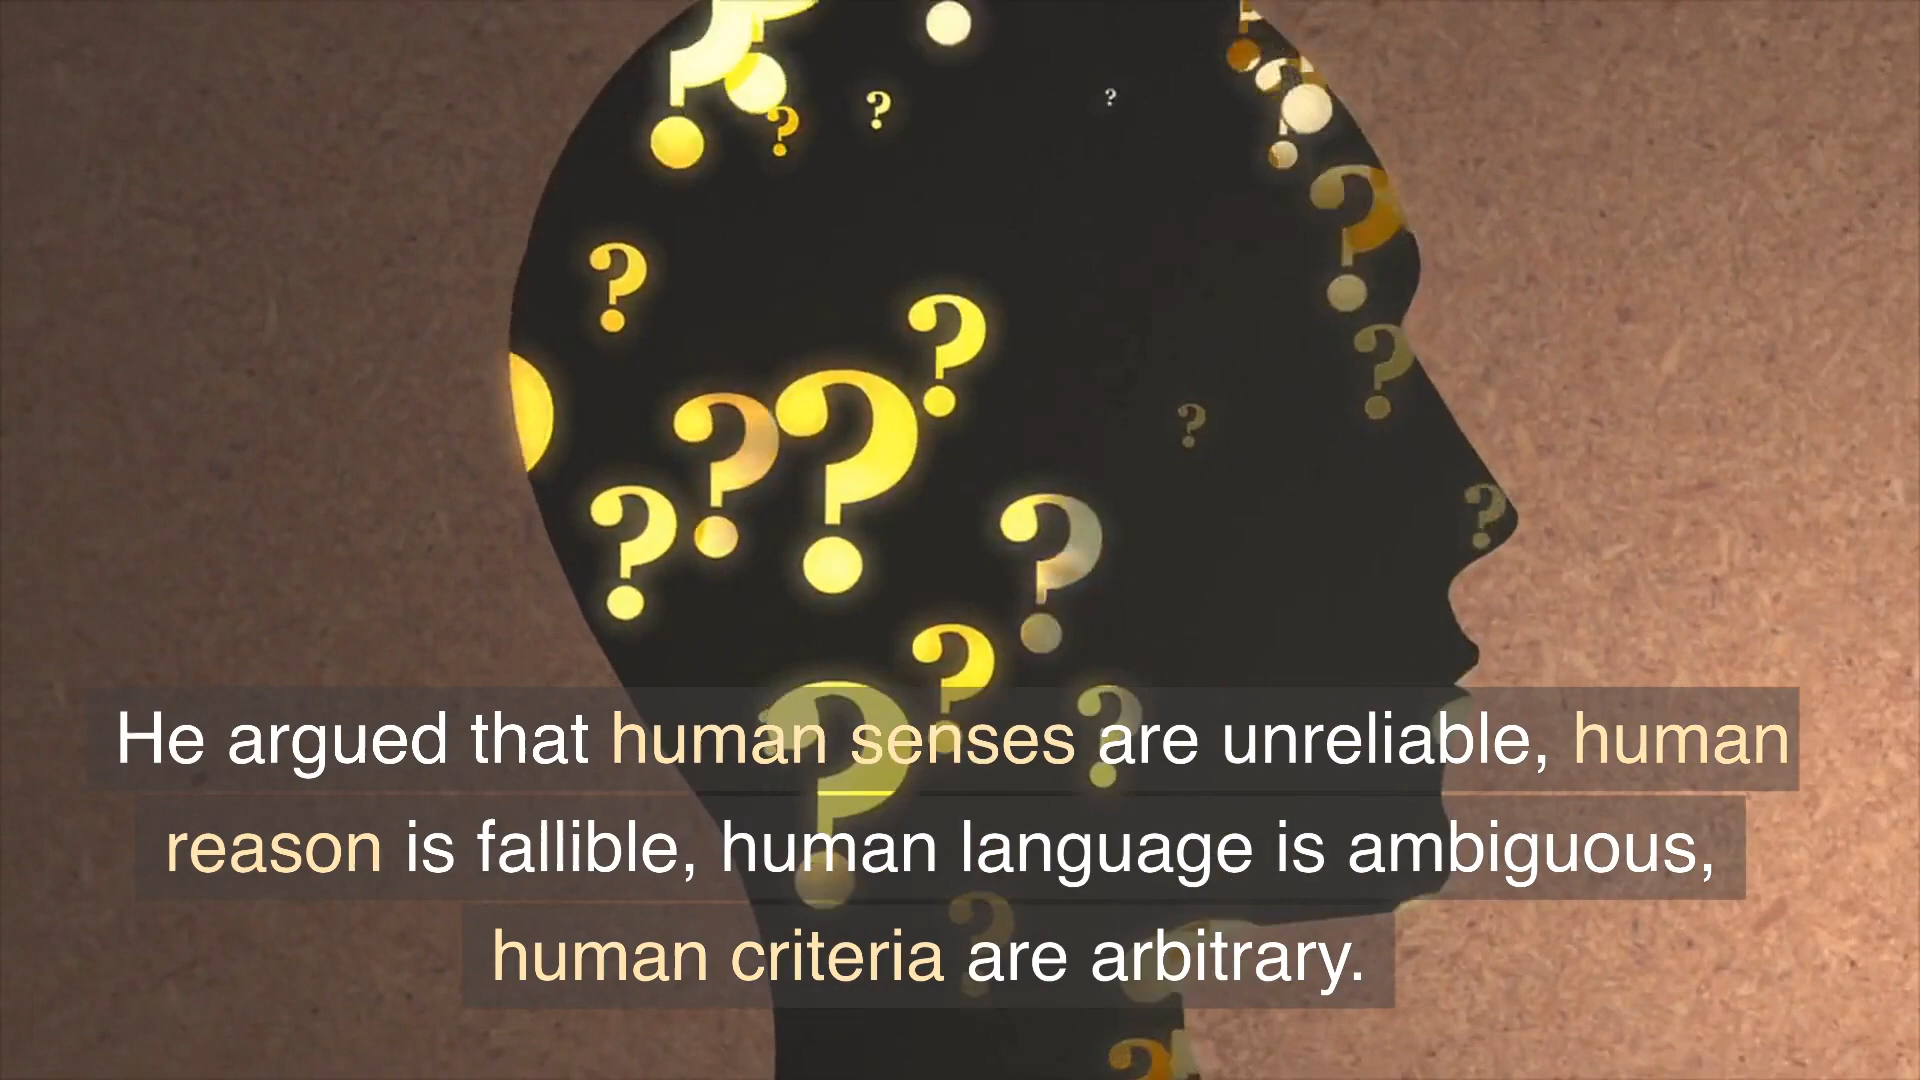 He argued that human senses are unreliable, human
reason is fallible, human language is ambiguous,
human criteria are arbitrary.